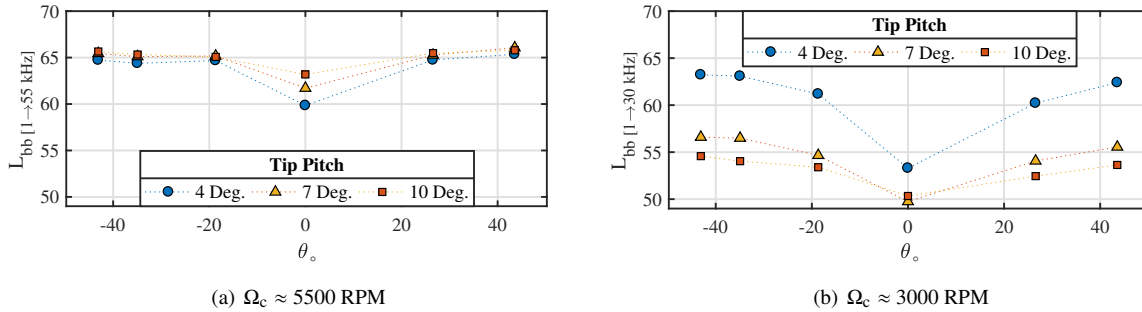 L_bb [1→55 kHz]
70
65
60
55
50
Tip Pitch
4 Deg. 7 Deg. 10 Deg.
-40 -20 0 20 40
θ_∘
(a) Ω_c ≈ 5500 RPM
L_bb [1→30 kHz]
70
65
60
55
50
Tip Pitch
4 Deg. 7 Deg. 10 Deg.
-40 -20 0 20 40
θ_∘
(b) Ω_c ≈ 3000 RPM